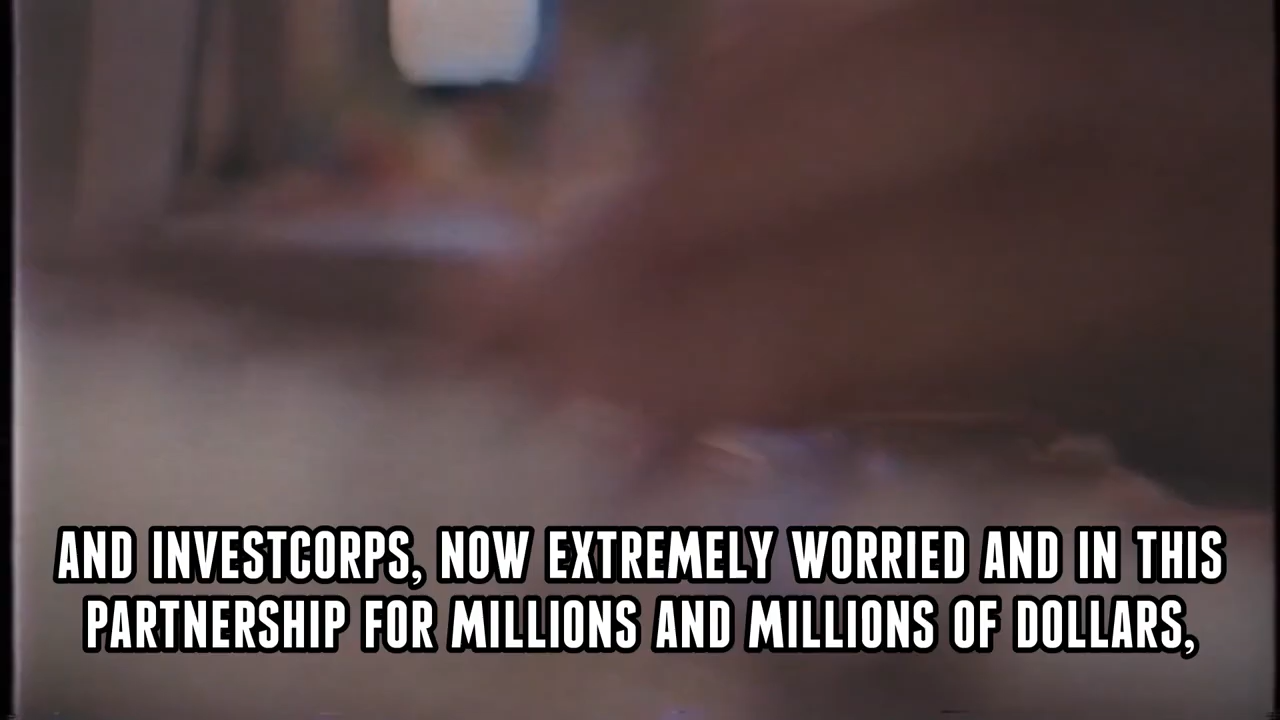 AND INVESTCORPS, NOW EXTREMELY WORRIED AND IN THIS
PARTNERSHIP FOR MILLIONS AND MILLIONS OF DOLLARS,